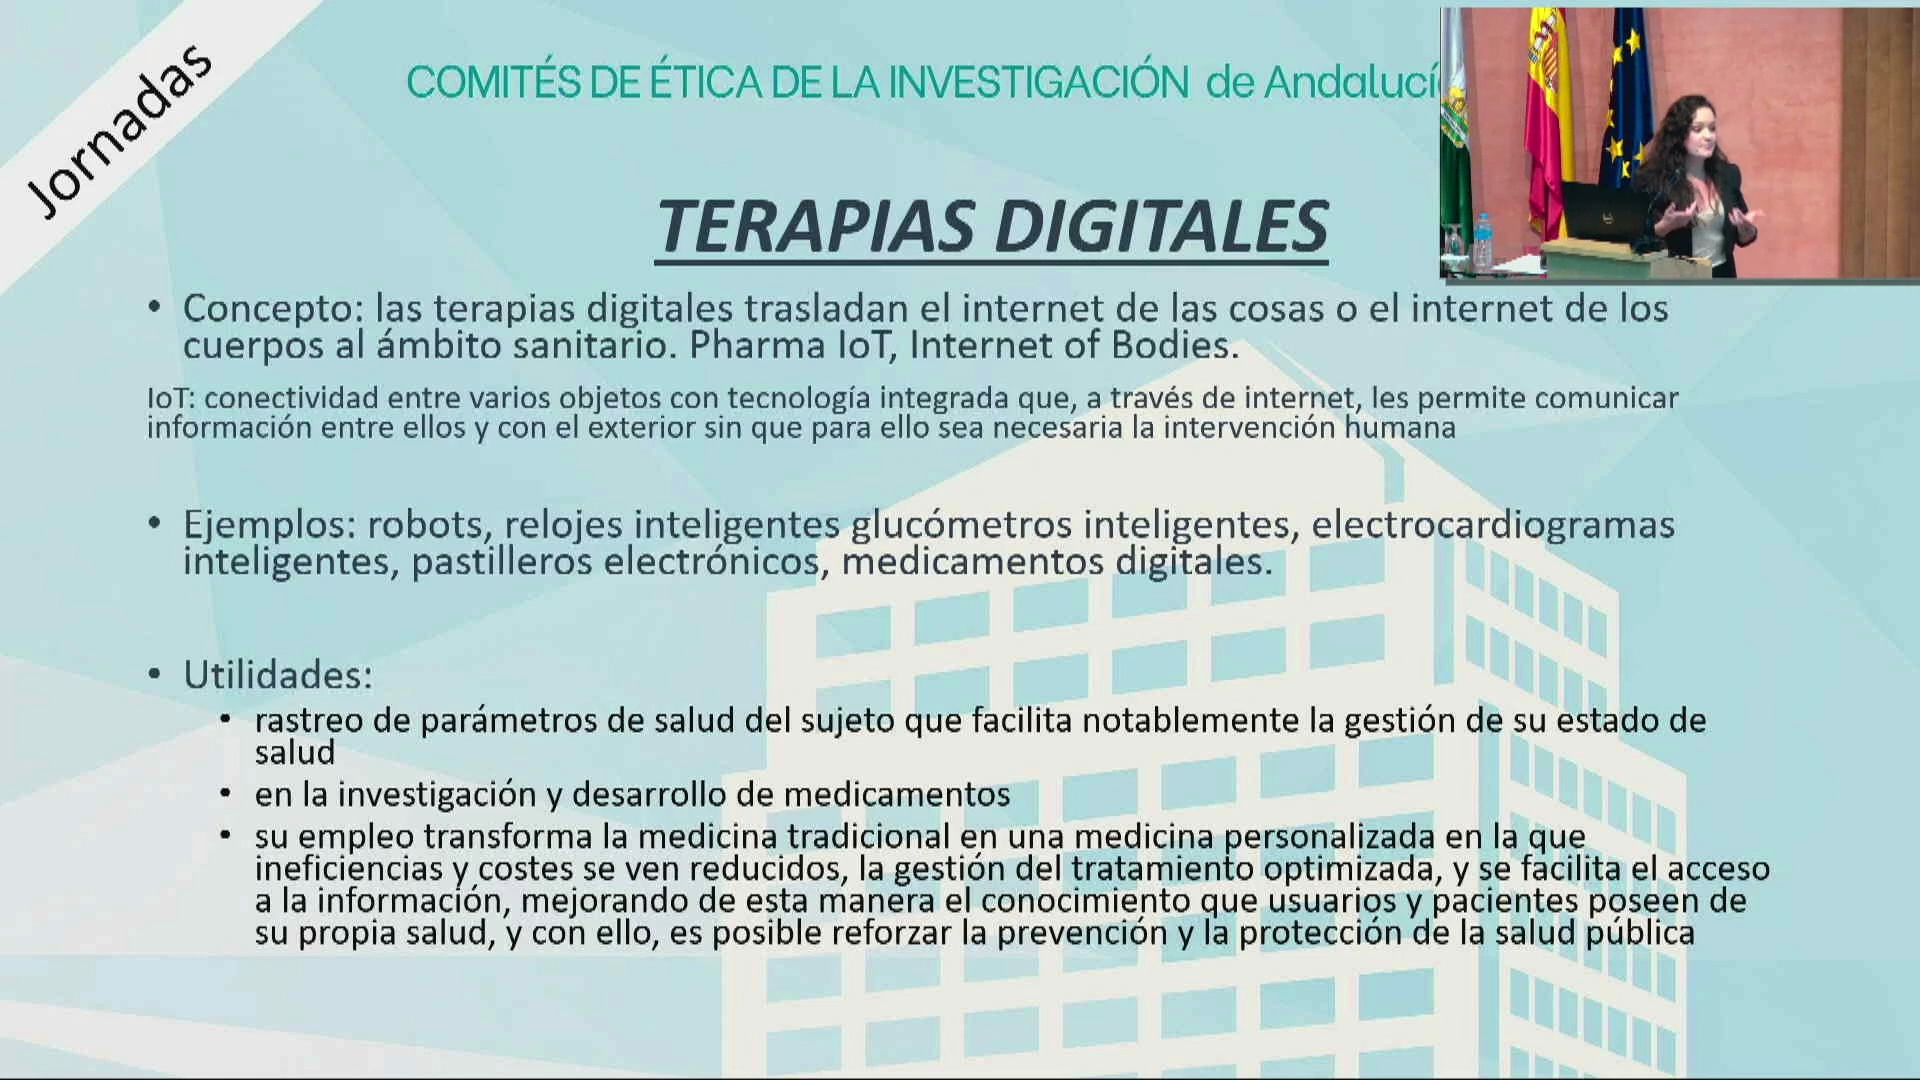 Jornadas
COMITÉS DE ÉTICA DE LA INVESTIGACIÓN de Andalucí
TERAPIAS DIGITALES
• Concepto: las terapias digitales trasladan el internet de las cosas o el internet de los
cuerpos al ámbito sanitario. Pharma IoT, Internet of Bodies.
IoT: conectividad entre varios objetos con tecnología integrada que, a través de internet, les permite comunicar
información entre ellos y con el exterior sin que para ello sea necesaria la intervención humana
• Ejemplos: robots, relojes inteligentes glucómetros inteligentes, electrocardiogramas
inteligentes, pastilleros electrónicos, medicamentos digitales.
• Utilidades:
• rastreo de parámetros de salud del sujeto que facilita notablemente la gestión de su estado de
salud
• en la investigación y desarrollo de medicamentos
• su empleo transforma la medicina tradicional en una medicina personalizada en la que
ineficiencias y costes se ven reducidos, la gestión del tratamiento optimizada, y se facilita el acceso
a la información, mejorando de esta manera el conocimiento que usuarios y pacientes poseen de
su propia salud, y con ello, es posible reforzar la prevención y la protección de la salud pública